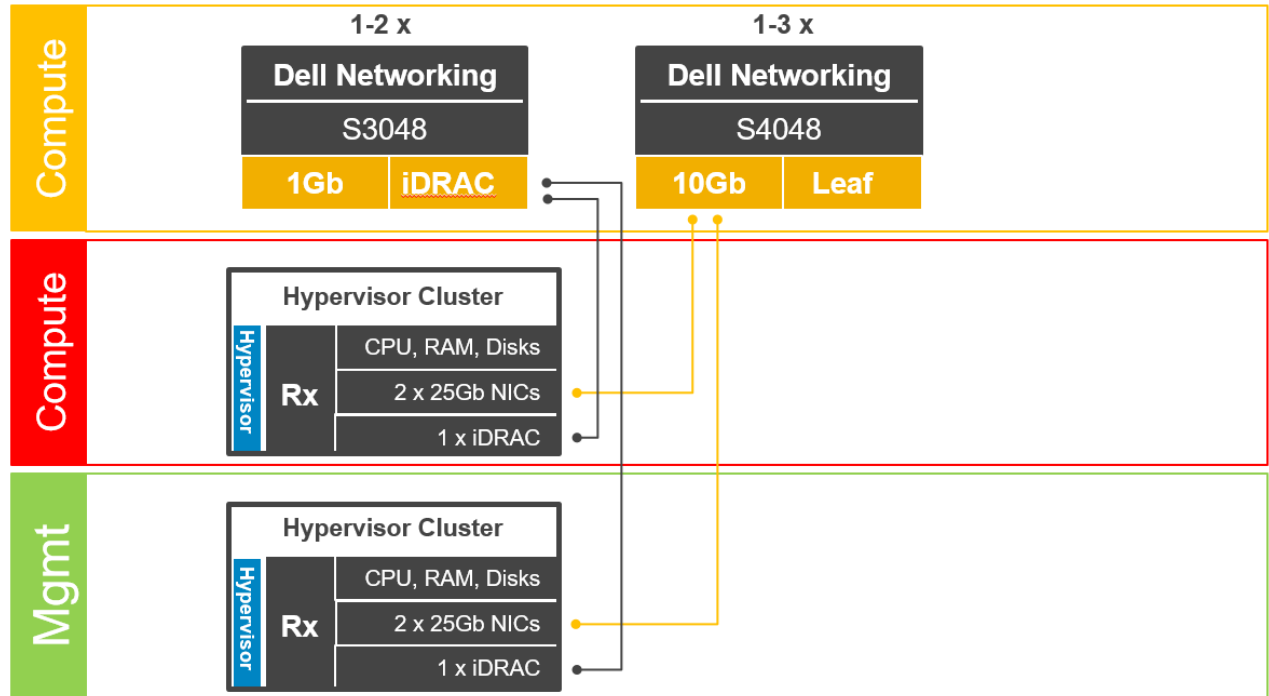 Compute
1-2 x
Dell Networking
S3048
1Gb
iDRAC
1-3 x
Dell Networking
S4048
10Gb
Leaf
Compute
Hypervisor Cluster
Hypervisor
Rx
CPU, RAM, Disks
2 x 25Gb NICs
1 x iDRAC
Mgmt
Hypervisor Cluster
Hypervisor
Rx
CPU, RAM, Disks
2 x 25Gb NICs
1 x iDRAC